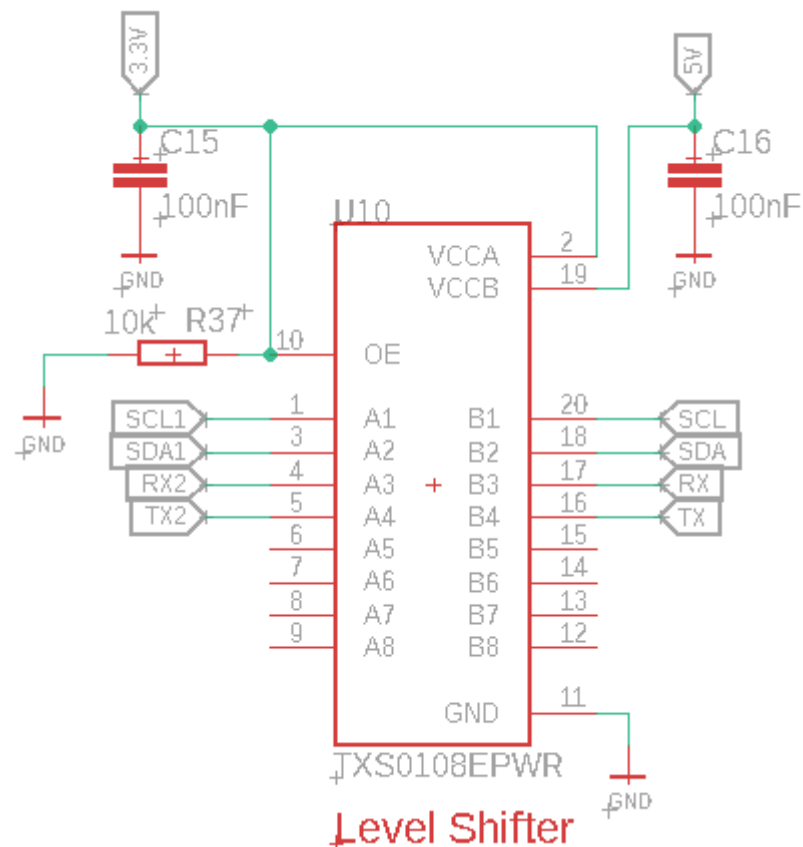 3.3V
5V
C15
C16
100nF
100nF
U10
VCCA 2
VCCB 19
GND
GND
10k R37
10 OE
GND
SCL1 1 A1 B1 20 SCL
SDA1 3 A2 B2 18 SDA
RX2 4 A3 B3 17 RX
TX2 5 A4 B4 16 TX
6 A5 B5 15
7 A6 B6 14
8 A7 B7 13
9 A8 B8 12
GND 11
TXS0108EPWR
GND
Level Shifter